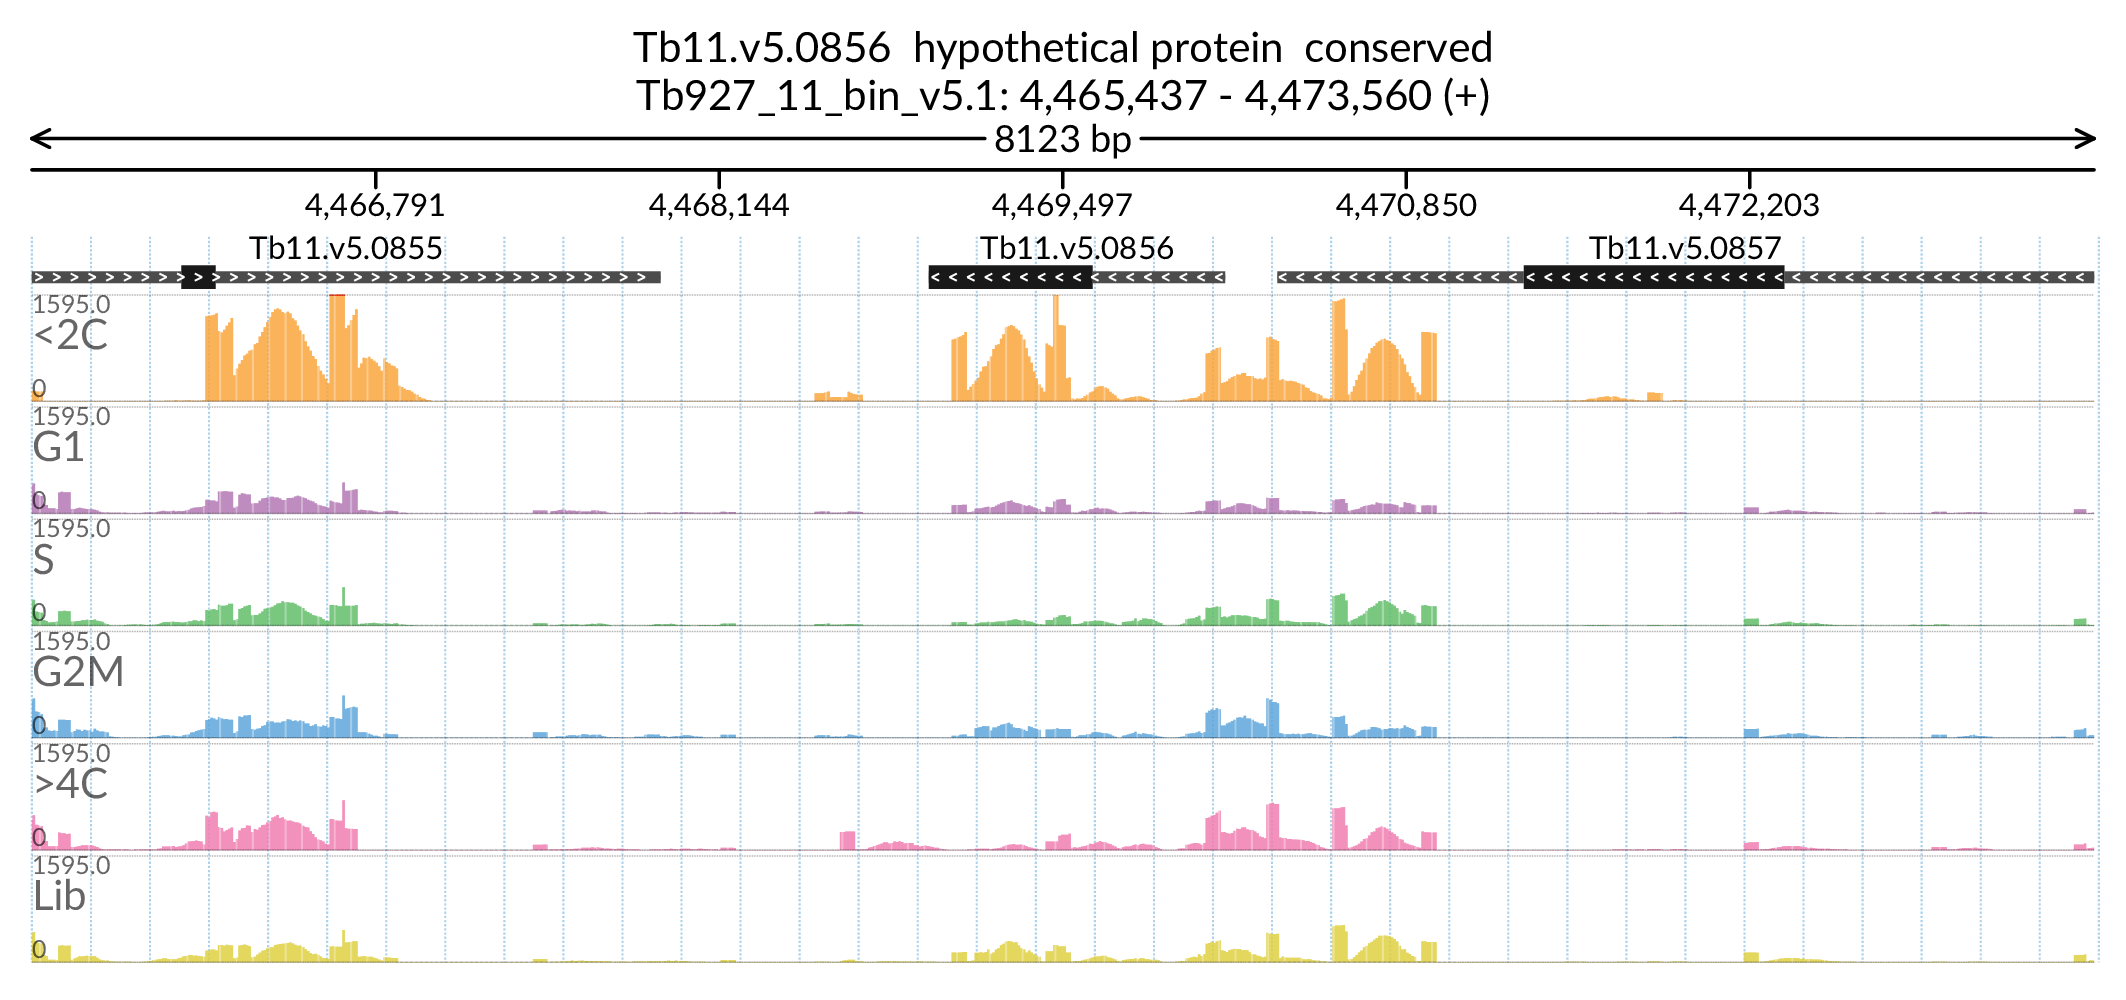 Tb11.v5.0856  hypothetical protein  conserved
Tb927_11_bin_v5.1: 4,465,437 - 4,473,560 (+)
8123 bp
4,466,791 4,468,144 4,469,497 4,470,850 4,472,203
Tb11.v5.0855 Tb11.v5.0856 Tb11.v5.0857
1595.0
<2C
0
1595.0
G1
0
1595.0
S
0
1595.0
G2M
0
1595.0
>4C
0
1595.0
Lib
0